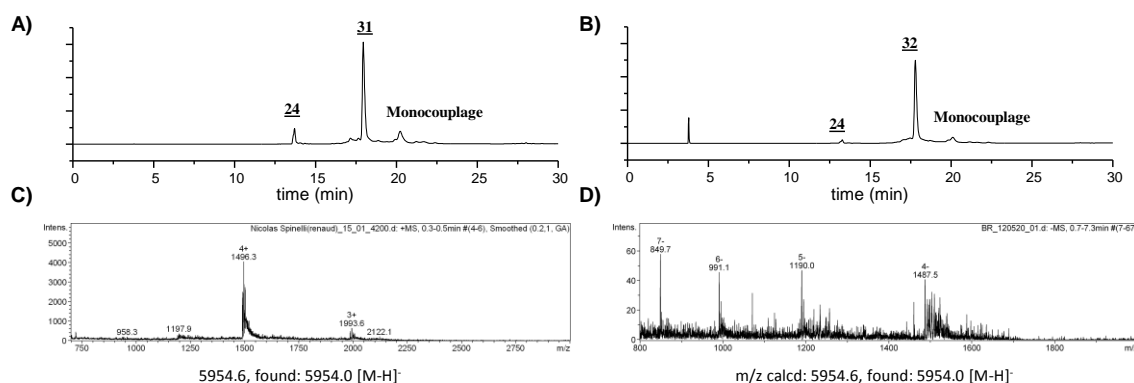 A)
31
24
Monocouplage
0 5 10 15 20 25 30
time (min)
B)
32
24
Monocouplage
0 5 10 15 20 25 30
time (min)
C)
Intens.
Nicolas Spinelli(renaud)_15_01_4200.d: +MS, 0.3-0.5min #(4-6), Smoothed (0.2,1, GA)
6000
5000
4000
3000
2000
1000
0
4+
1496.3
3+
1993.6
958.3
1197.9
2122.1
750 1000 1250 1500 1750 2000 2250 2500 2750 m/z
5954.6, found: 5954.0 [M-H]-
D)
Intens.
BR_120520_01.d: -MS, 0.7-7.3min #(7-67
60
40
20
0
7-
849.7
6-
991.1
5-
1190.0
4-
1487.5
800 1000 1200 1400 1600 1800 m/
m/z calcd: 5954.6, found: 5954.0 [M-H]-